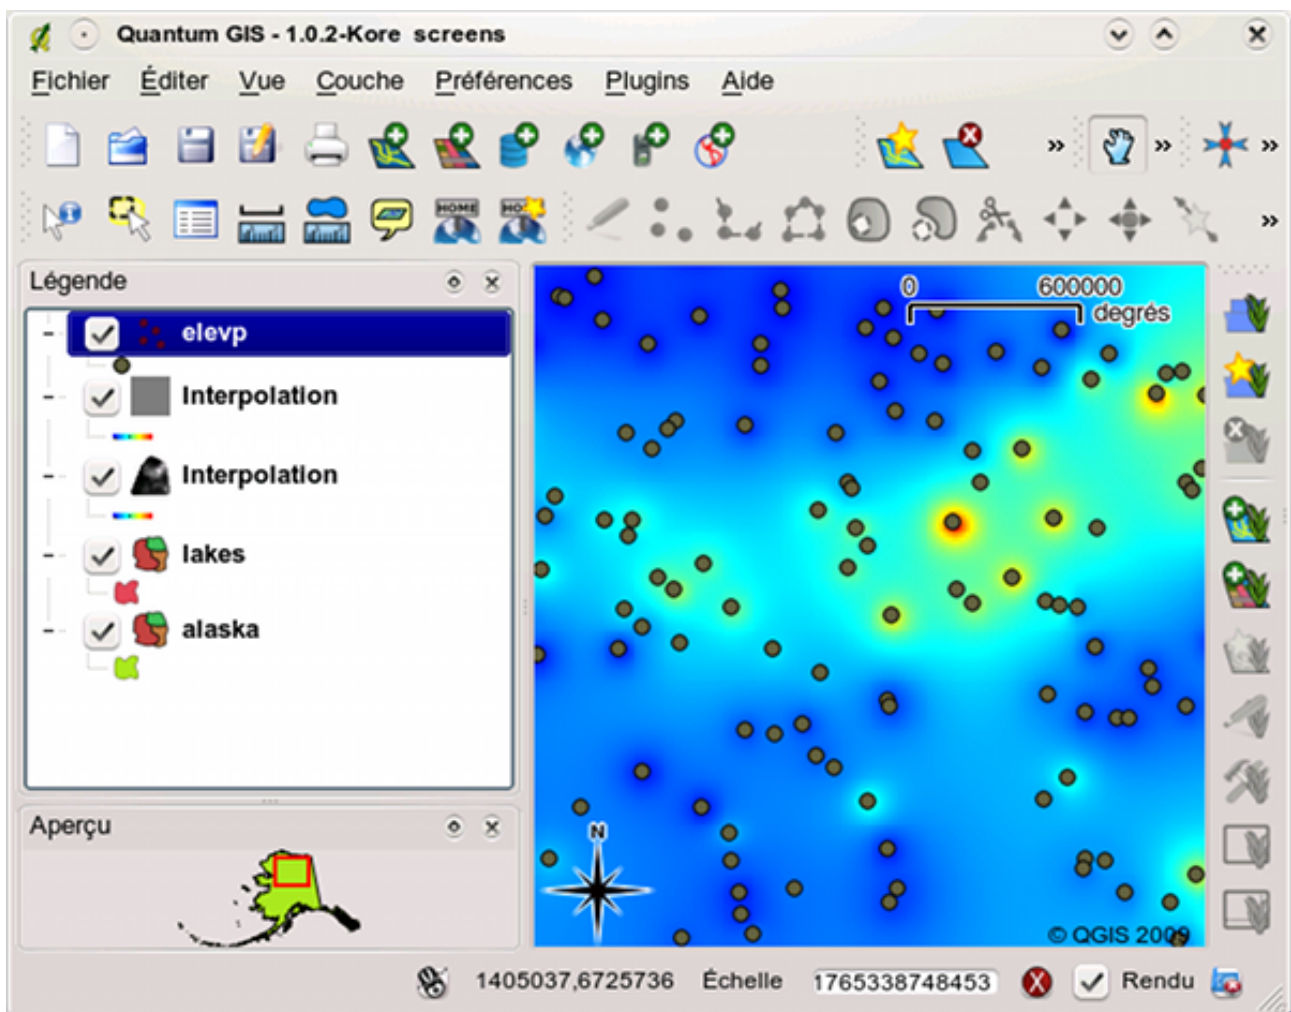 Quantum GIS - 1.0.2-Kore screens
Fichier Éditer Vue Couche Préférences Plugins Aide
HOME
Légende
elevp
Interpolation
Interpolation
lakes
alaska
0 600000
degrés
Aperçu
N
© QGIS 2009
1405037,6725736 Échelle 1765338748453 Rendu